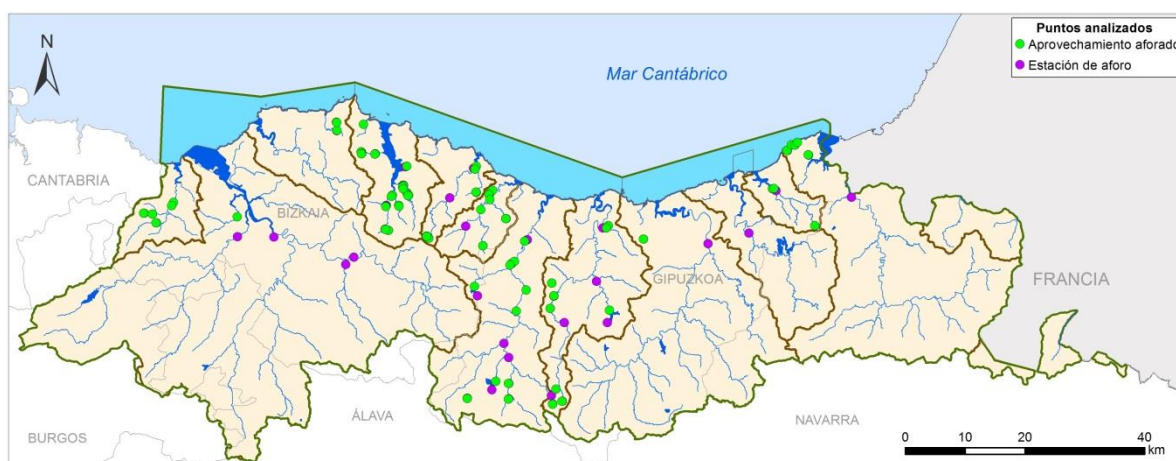 N
Mar Cantábrico
Puntos analizados
Aprovechamiento aforado
Estación de aforo
CANTABRIA
BIZKAIA
GIPUZKOA
FRANCIA
ÁLAVA
NAVARRA
BURGOS
0 10 20 40
km